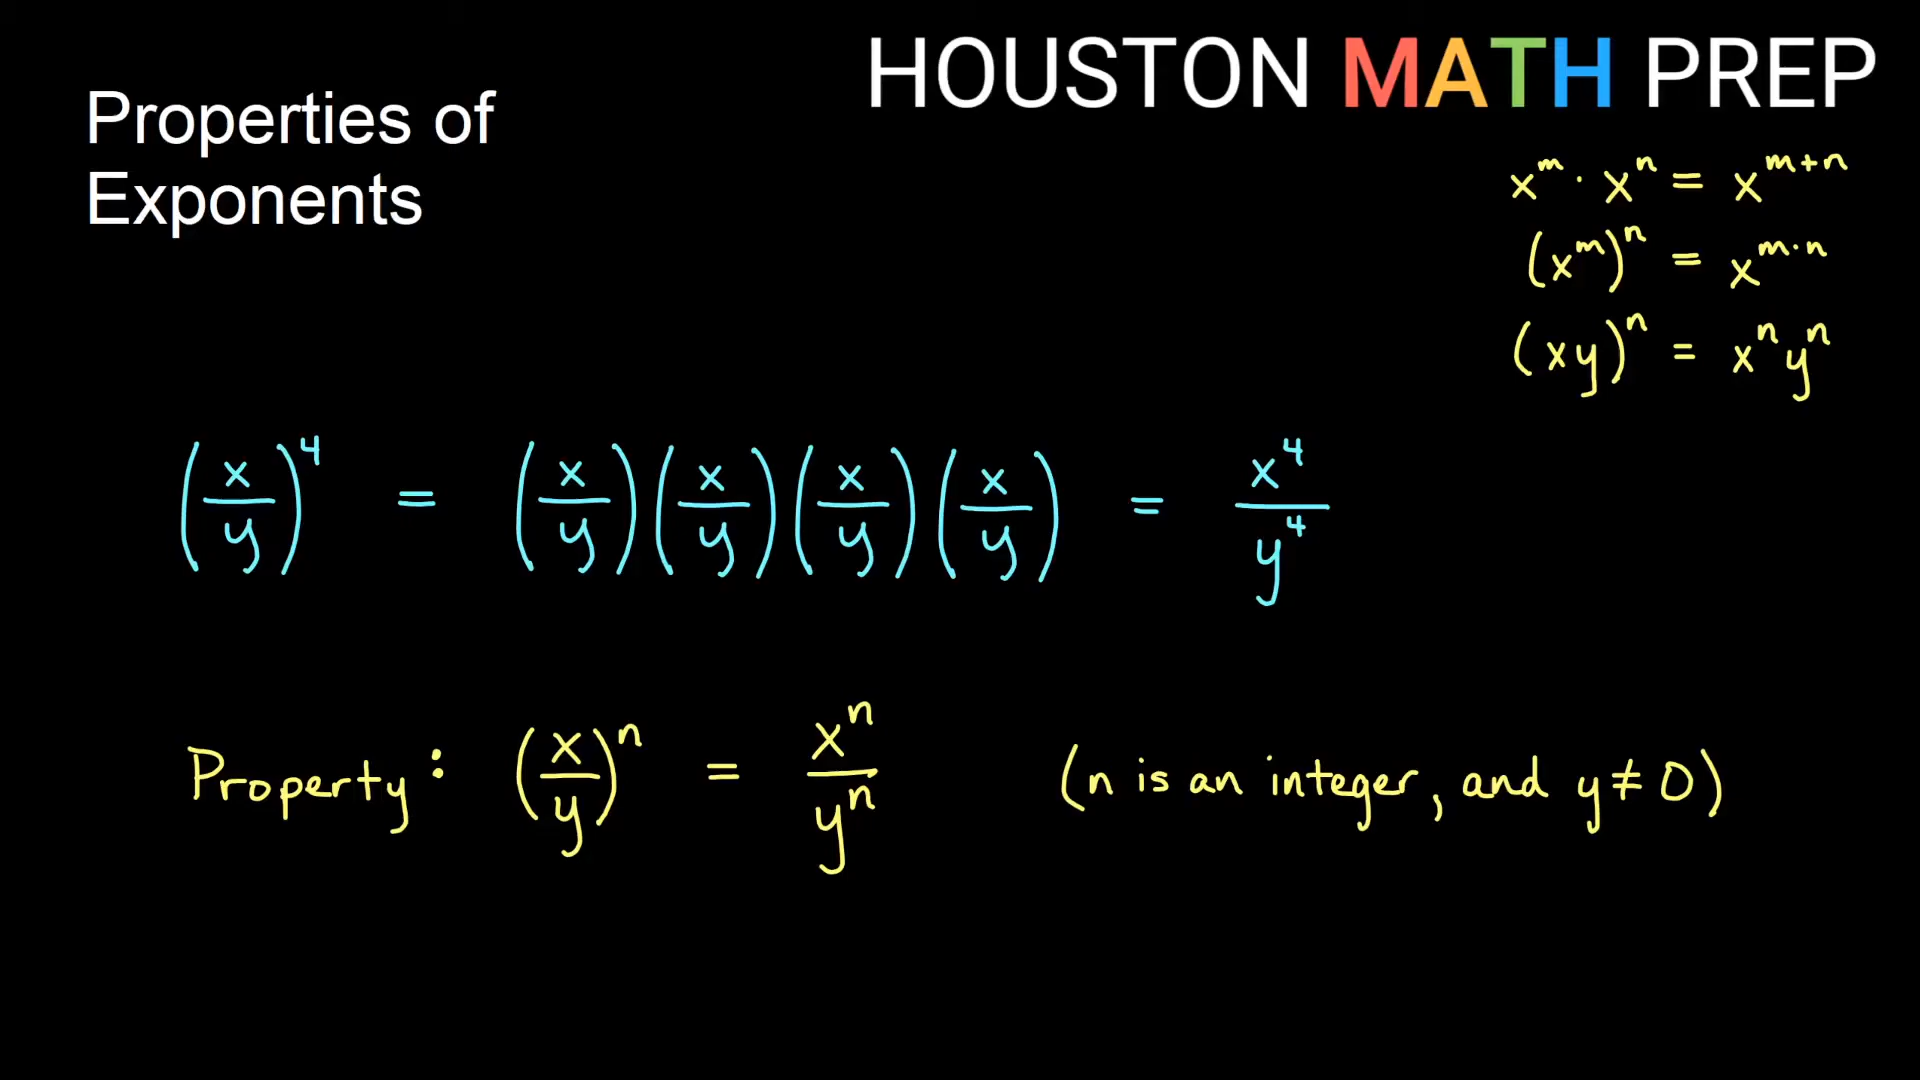 HOUSTON MATH PREP
Properties of
Exponents
x^m · x^n = x^{m+n}
(x^m)^n = x^{m·n}
(xy)^n = x^n y^n
(x/y)^4 = (x/y)(x/y)(x/y)(x/y) = x^4/y^4
Property: (x/y)^n = x^n/y^n (n is an integer, and y ≠ 0)